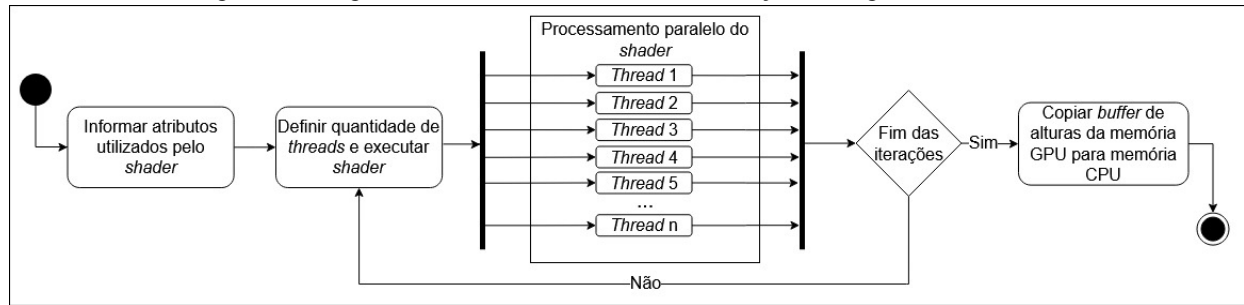 Informar atributos
utilizados pelo
shader
Definir quantidade de
threads e executar
shader
Processamento paralelo do
shader
Thread 1
Thread 2
Thread 3
Thread 4
Thread 5
...
Thread n
Fim das
iterações
Sim
Não
Copiar buffer de
alturas da memória
GPU para memória
CPU